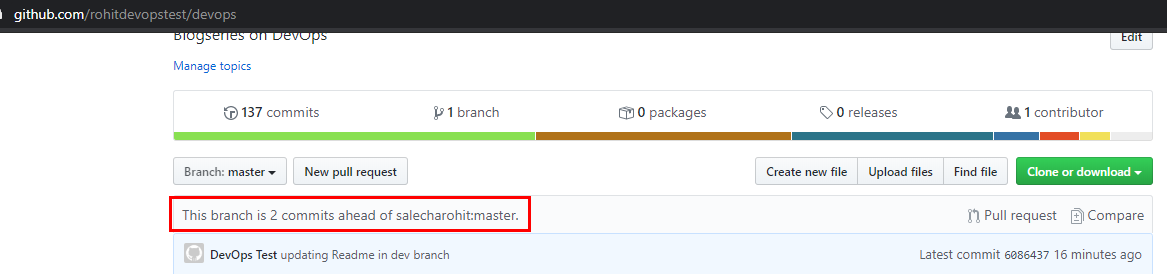 github.com/rohitdevopstest/devops
Blogseries on DevOps
Edit
Manage topics
137 commits 1 branch 0 packages 0 releases 1 contributor
Branch: master New pull request Create new file Upload files Find file Clone or download
This branch is 2 commits ahead of salecharohit:master. Pull request Compare
DevOps Test updating Readme in dev branch Latest commit 6086437 16 minutes ago